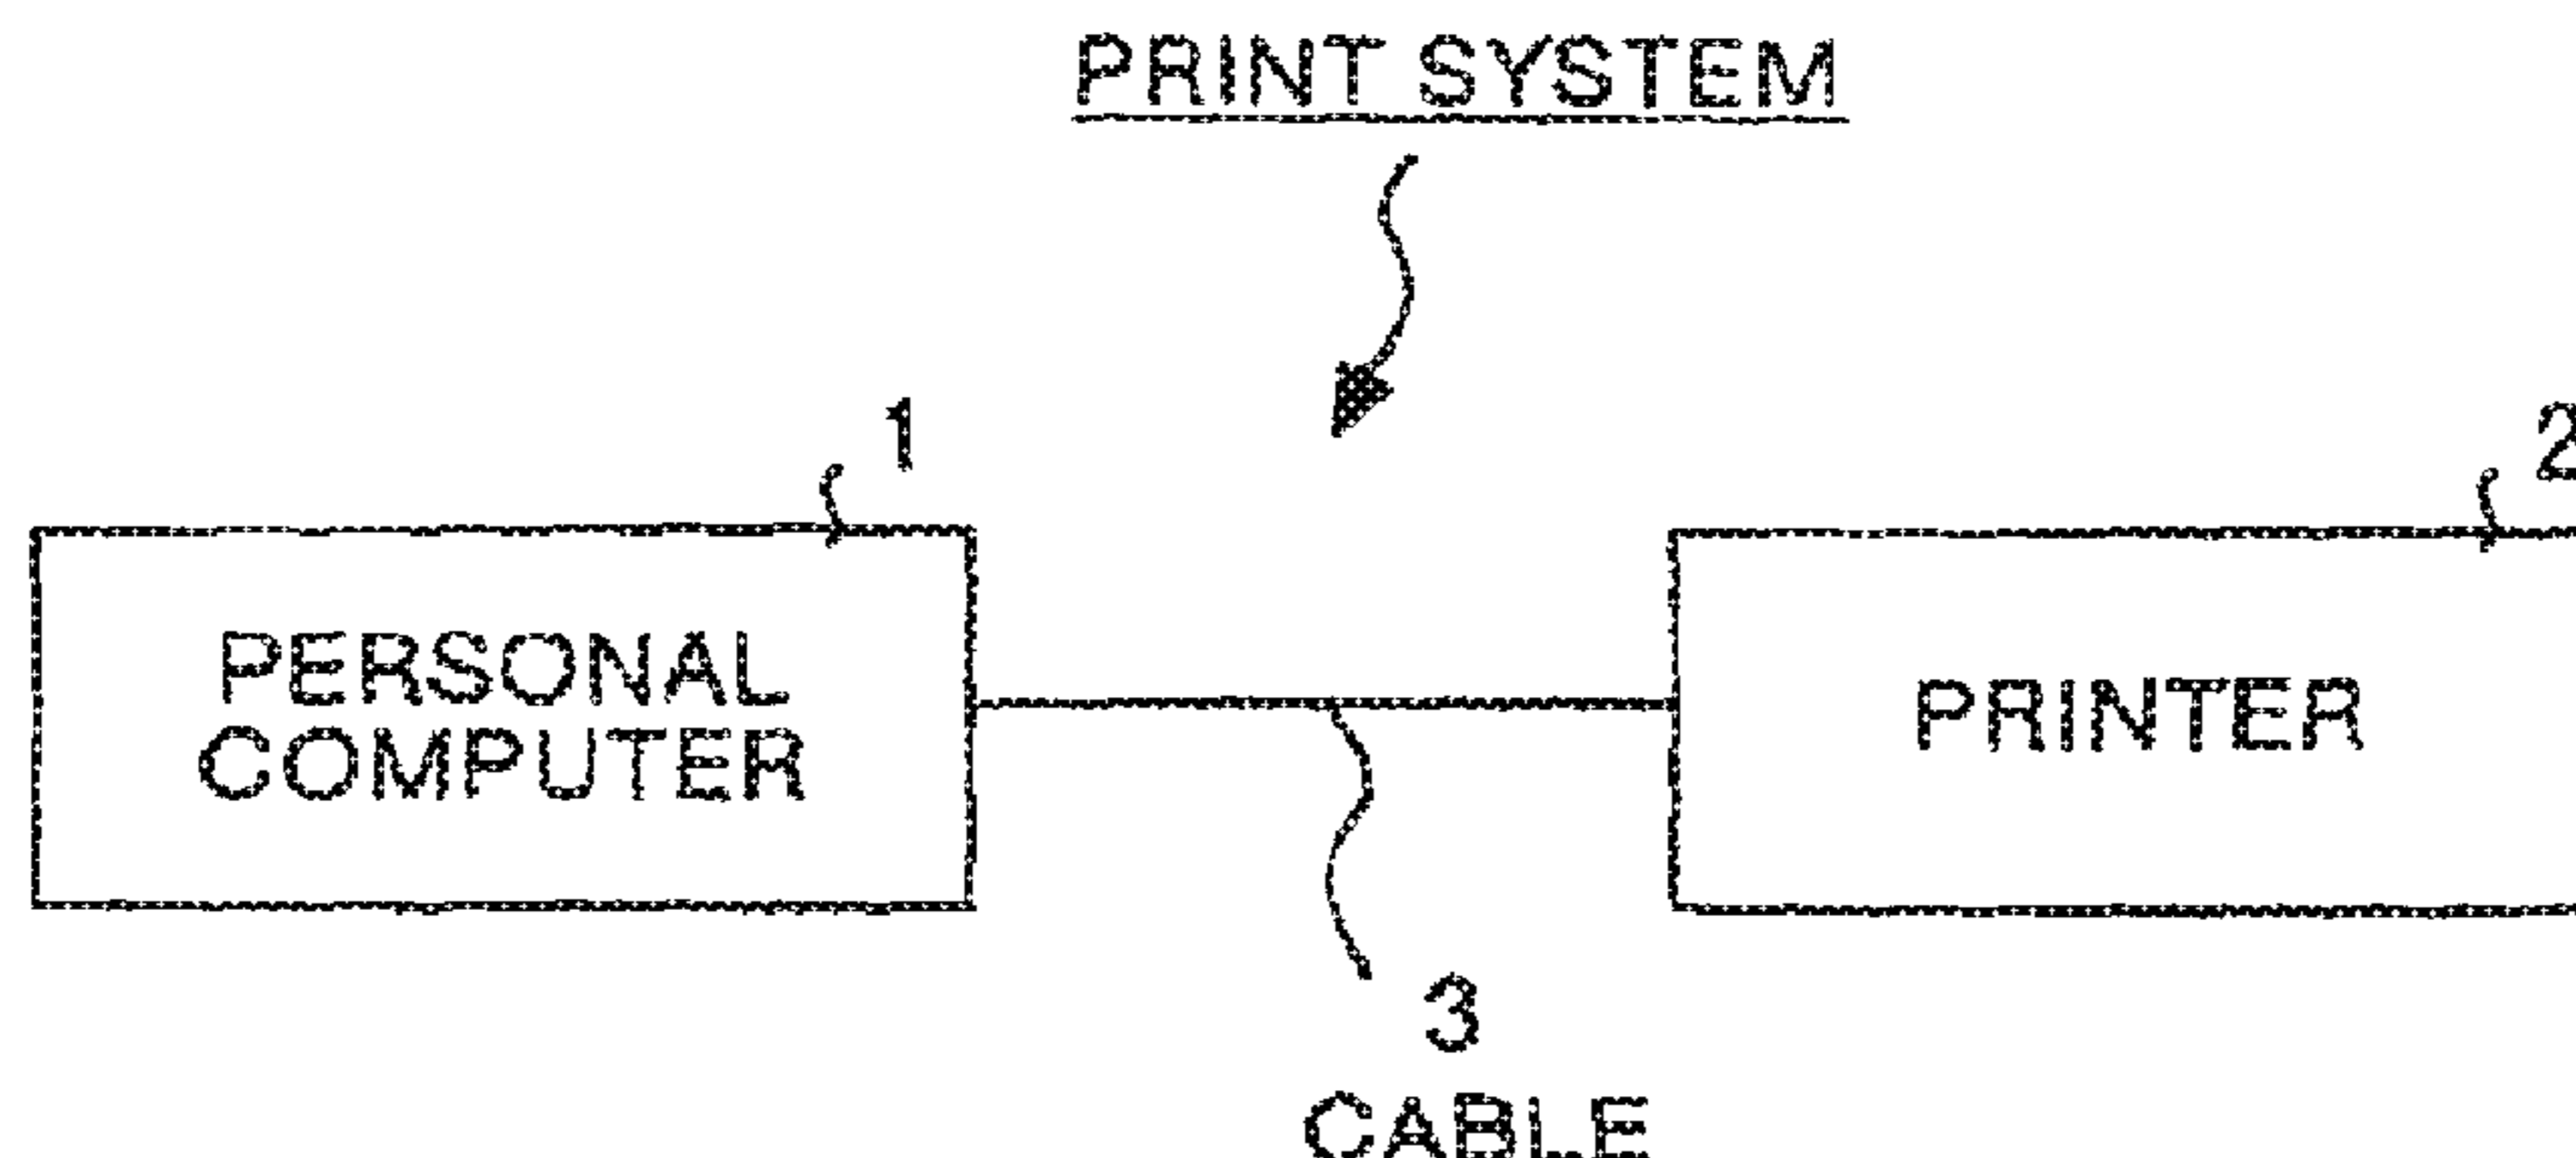 PRINT SYSTEM
1
2
PERSONAL
COMPUTER
PRINTER
3
CABLE